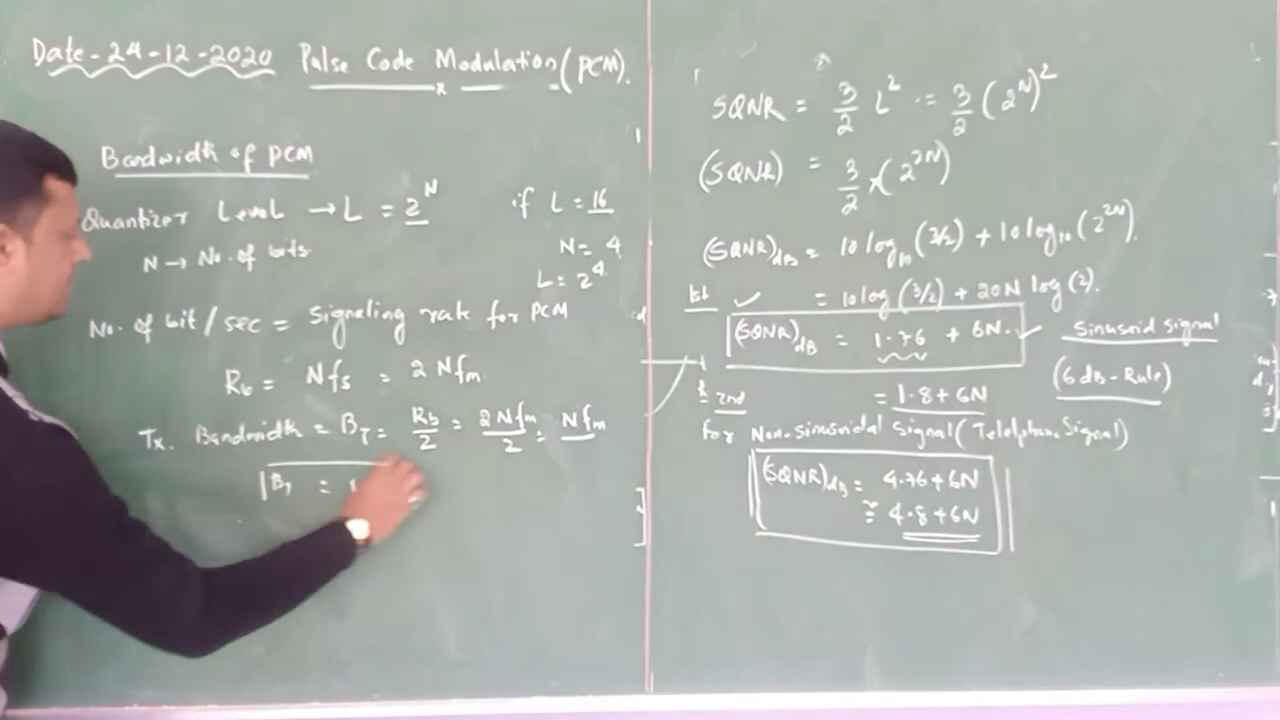 Date - 24-12-2020 Pulse Code Modulation (PCM).
Bandwidth of PCM
Quantizer Level → L = 2^N if L = 16
N = 4
N → No. of bits
L = 2^4
No. of bit/sec = Signaling rate for PCM
Rb = Nfs = 2Nfm
Tx. Bandwidth = B_T = Rb/2 = 2Nfm/2 = Nfm
B_T =
SQNR = 3/2 L^2 = 3/2 (2^N)^2
(SQNR) = 3/2 × (2^2N)
(SQNR)dB = 10 log10 (3/2) + 10 log10 (2^2N).
1st ✓ = 10 log (3/2) + 20N log (2).
(SQNR)dB = 1.76 + 6N. ✓ Sinusoid signal
= 1.8 + 6N (6 dB - Rule)
2nd
for Non-sinusoidal signal (Telelphone Signal)
(SQNR)dB = 4.76 + 6N
≅ 4.8 + 6N